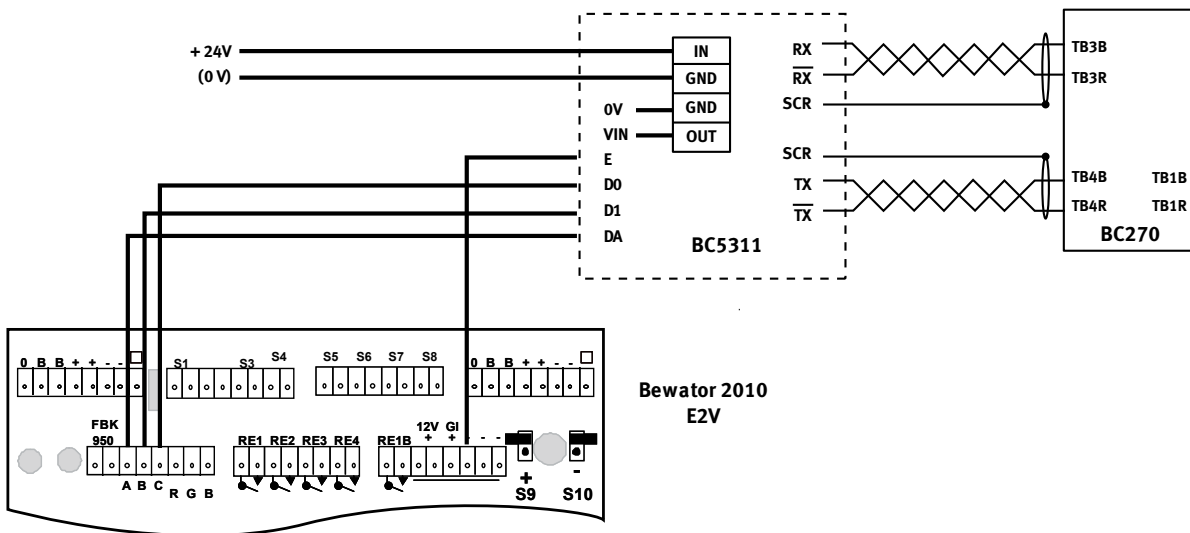 + 24V
(0 V)
IN
GND
GND
OUT
0V
VIN
E
D0
D1
DA
BC5311
RX
RX
SCR
SCR
TX
TX
TB3B
TB3R
TB4B TB1B
TB4R TB1R
BC270
0 B B + + - -
S1 S3 S4
S5 S6 S7 S8
0 B B + + - -
Bewator 2010
E2V
FBK
950
RE1 RE2 RE3 RE4
RE1B
12V GI
+ + - - -
A B C R G B
+ -
S9 S10